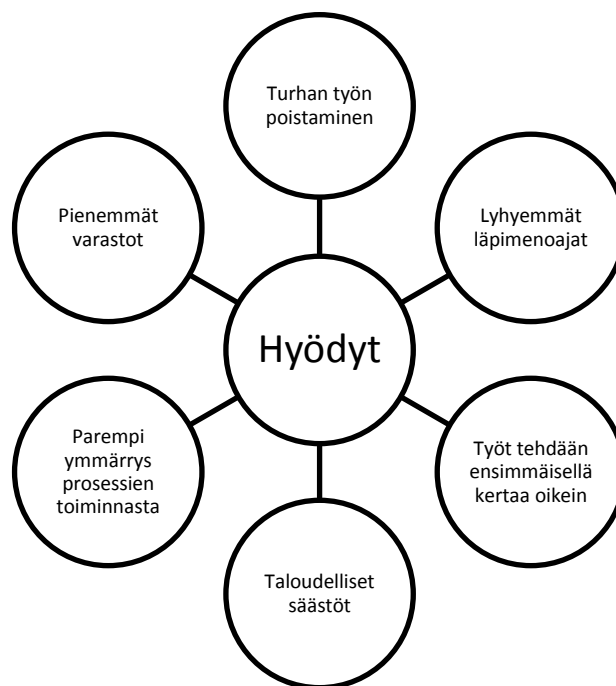 Turhan työn
poistaminen
Pienemmät
varastot
Lyhyemmät
läpimenoajat
Hyödyt
Parempi
ymmärrys
prosessien
toiminnasta
Työt tehdään
ensimmäisellä
kertaa oikein
Taloudelliset
säästöt